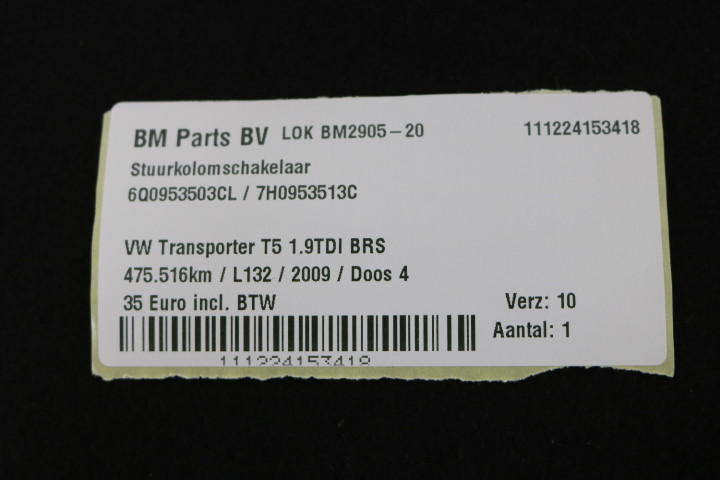 BM Parts BV LOK BM2905-20 111224153418
Stuurkolomschakelaar
6Q0953503CL / 7H0953513C
VW Transporter T5 1.9TDI BRS
475.516km / L132 / 2009 / Doos 4
35 Euro incl. BTW Verz: 10
Aantal: 1
111224153418